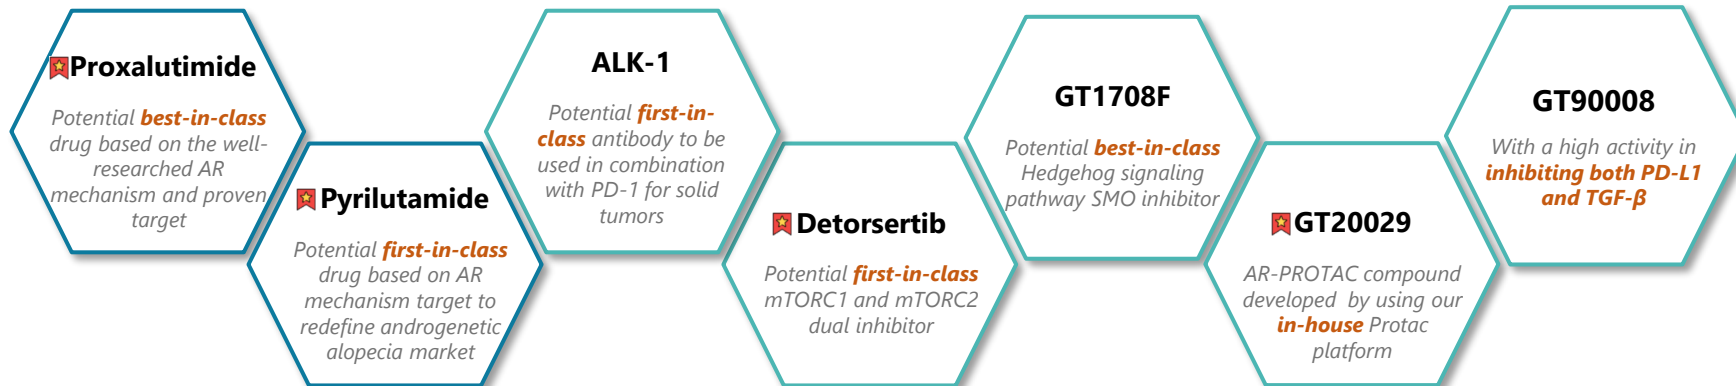 Proxalutimide
Potential best-in-class
drug based on the well-
researched AR
mechanism and proven
target
Pyrilutamide
Potential first-in-class
drug based on AR
mechanism target to
redefine androgenetic
alopecia market
ALK-1
Potential first-in-
class antibody to be
used in combination
with PD-1 for solid
tumors
Detorsertib
Potential first-in-class
mTORC1 and mTORC2
dual inhibitor
GT1708F
Potential best-in-class
Hedgehog signaling
pathway SMO inhibitor
GT20029
AR-PROTAC compound
developed by using our
in-house Protac
platform
GT90008
With a high activity in
inhibiting both PD-L1
and TGF-β